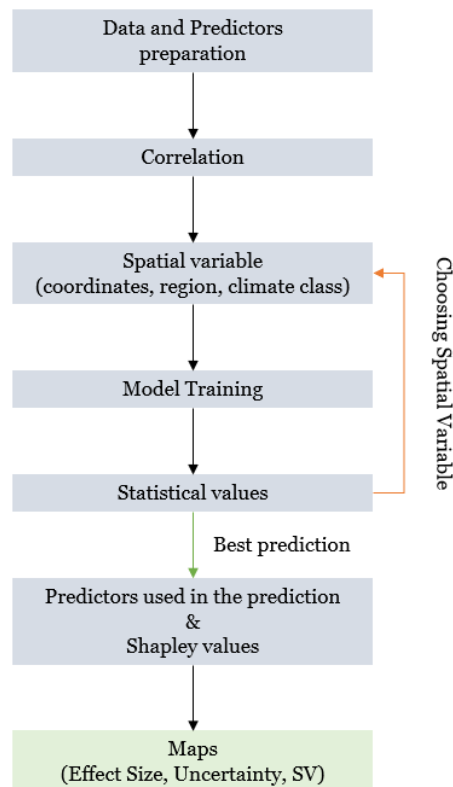 Data and Predictors
preparation
Correlation
Spatial variable
(coordinates, region, climate class)
Choosing Spatial Variable
Model Training
Statistical values
Best prediction
Predictors used in the prediction
&
Shapley values
Maps
(Effect Size, Uncertainty, SV)